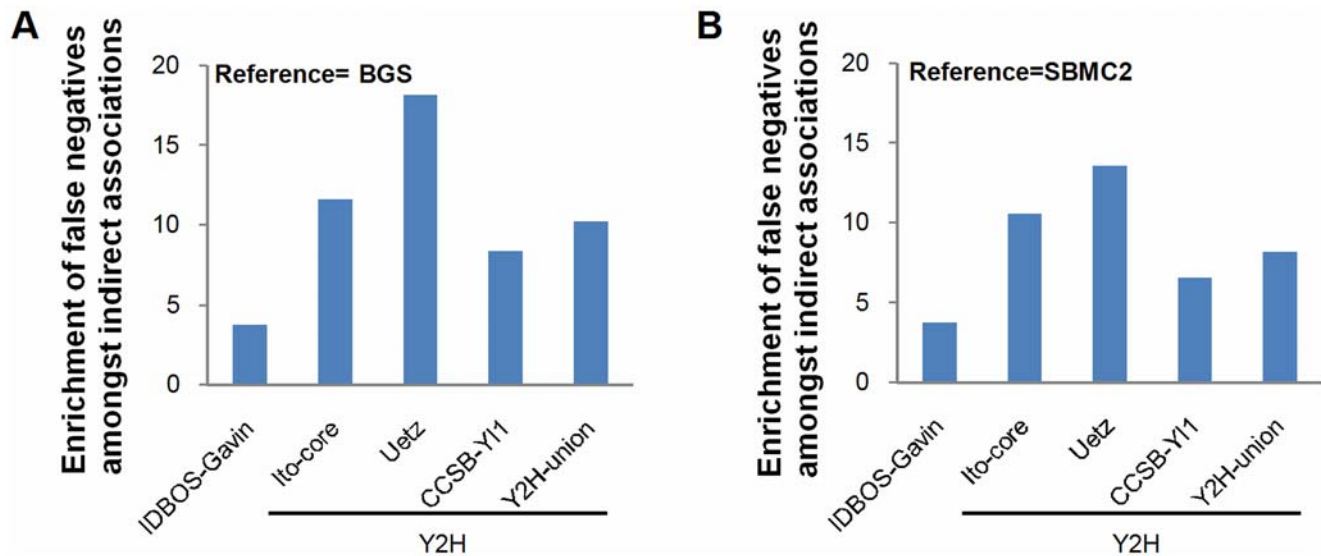 A
Enrichment of false negatives
amongst indirect associations
Reference= BGS
20
15
10
5
0
IDBOS-Gavin
Ito-core
Uetz
CCSB-YI1
Y2H-union
Y2H
B
Enrichment of false negatives
amongst indirect associations
Reference=SBMC2
20
15
10
5
0
IDBOS-Gavin
Ito-core
Uetz
CCSB-YI1
Y2H-union
Y2H